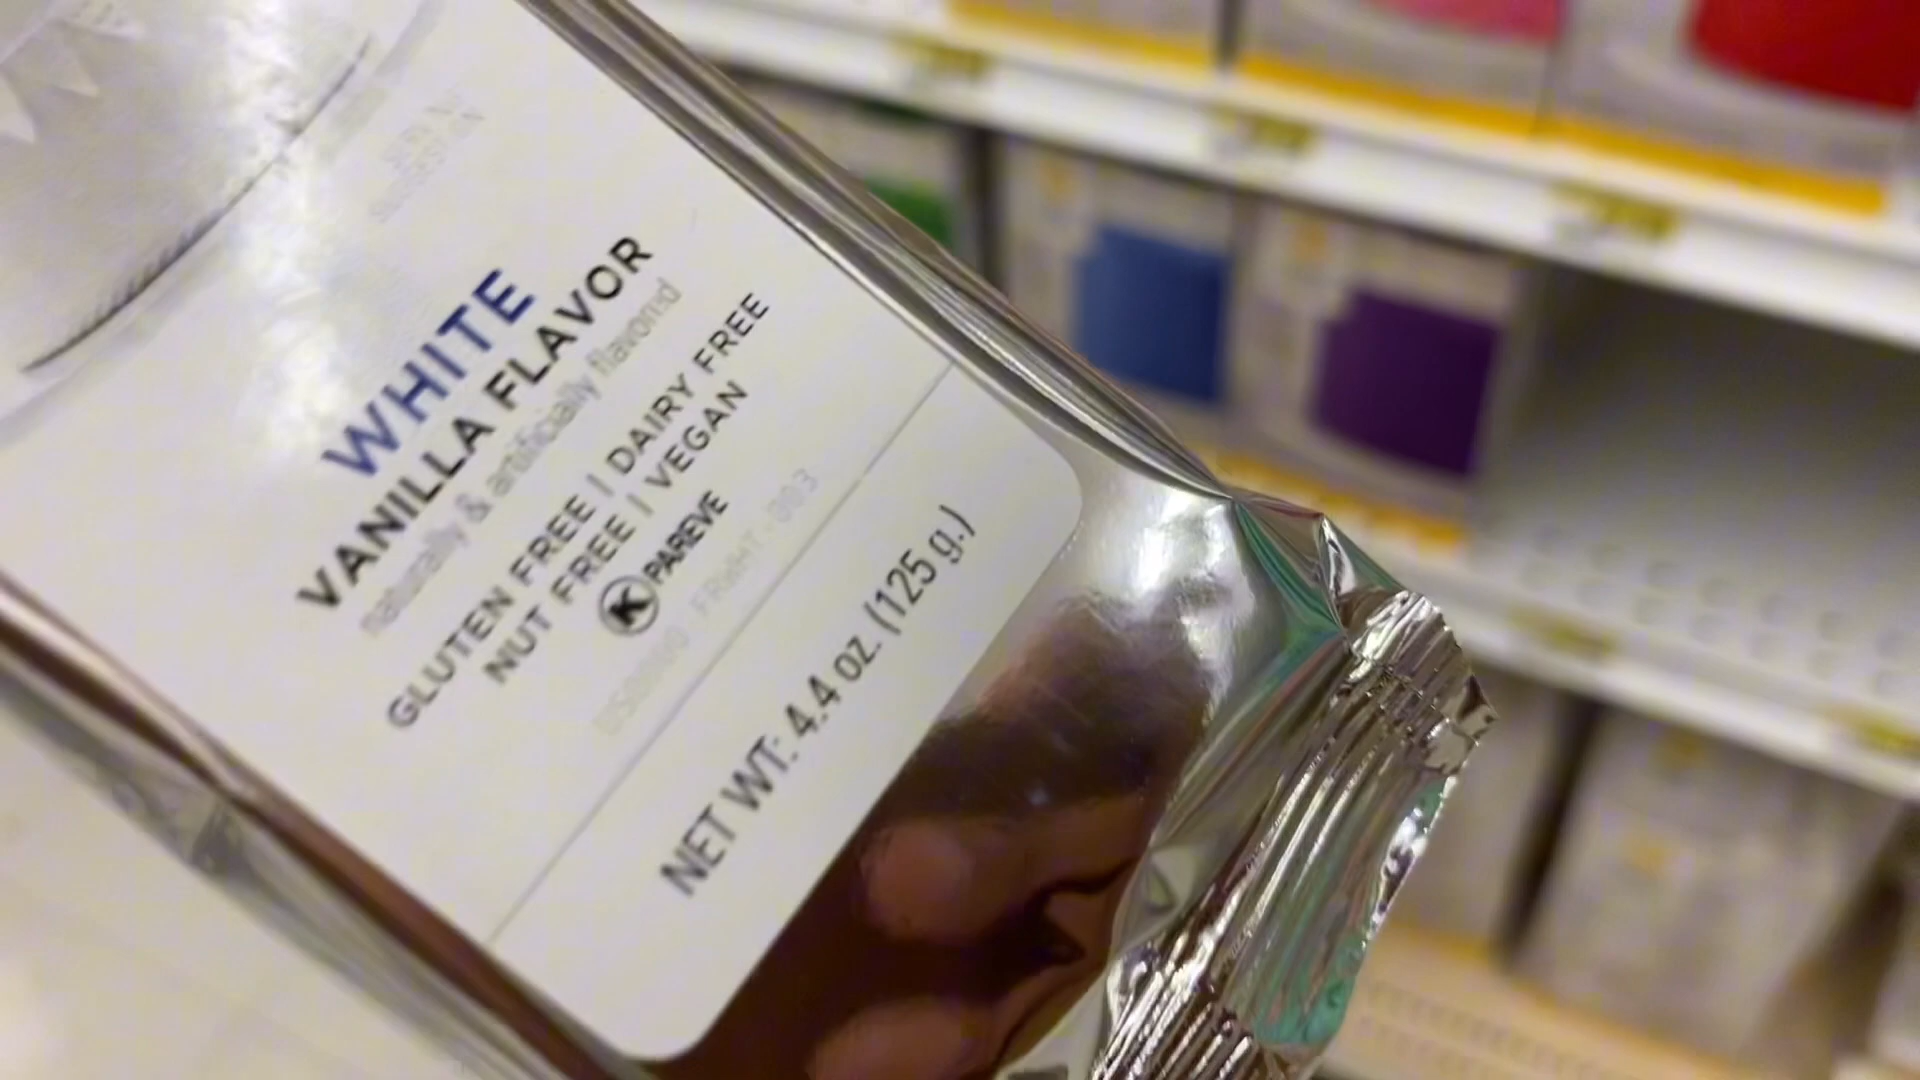 WHITE
VANILLA FLAVOR
naturally & artificially flavored
GLUTEN FREE | DAIRY FREE
NUT FREE | VEGAN
K PAREVE
NET WT: 4.4 oz. (125 g.)